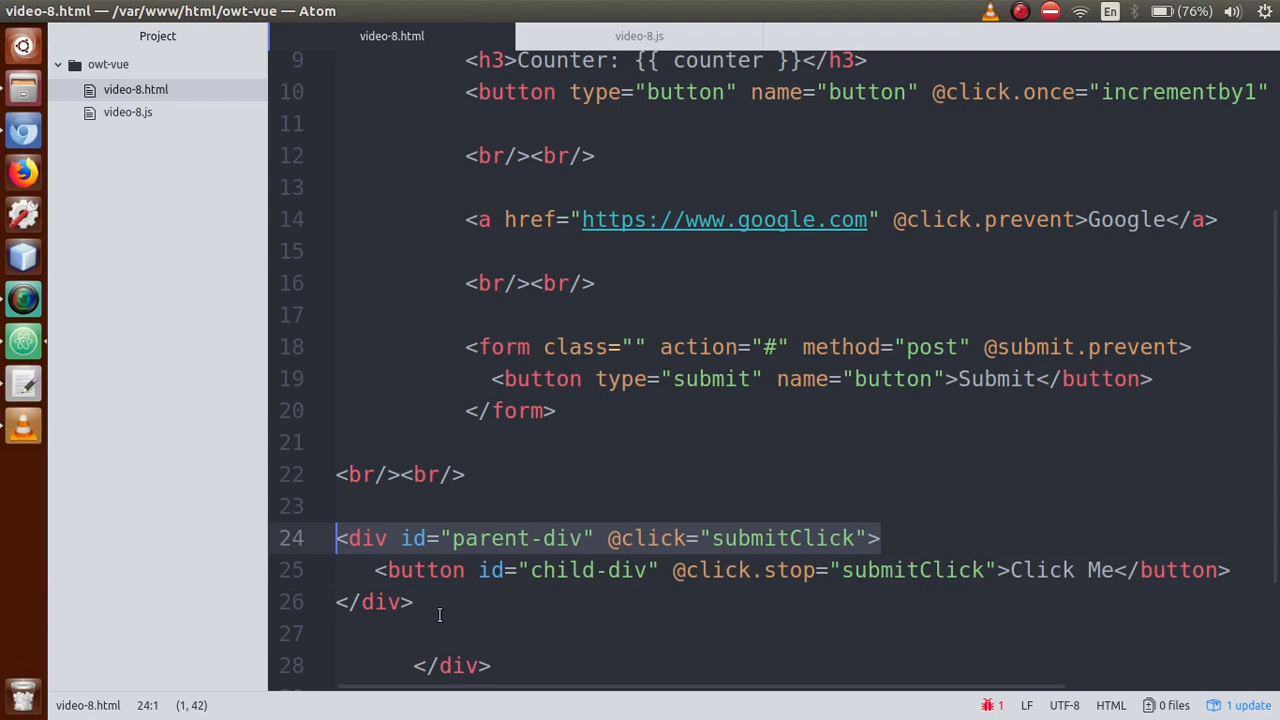 video-8.html — /var/www/html/owt-vue — Atom
En
(76%)
Project
video-8.html
video-8.js
owt-vue
video-8.html
video-8.js
9 <h3>Counter: {{ counter }}</h3>
10 <button type="button" name="button" @click.once="incrementby1"
11
12 <br/><br/>
13
14 <a href="https://www.google.com" @click.prevent>Google</a>
15
16 <br/><br/>
17
18 <form class="" action="#" method="post" @submit.prevent>
19 <button type="submit" name="button">Submit</button>
20 </form>
21
22 <br/><br/>
23
24 <div id="parent-div" @click="submitClick">
25 <button id="child-div" @click.stop="submitClick">Click Me</button>
26 </div>
27
28 </div>
video-8.html 24:1 (1, 42)
1 LF UTF-8 HTML 0 files 1 update